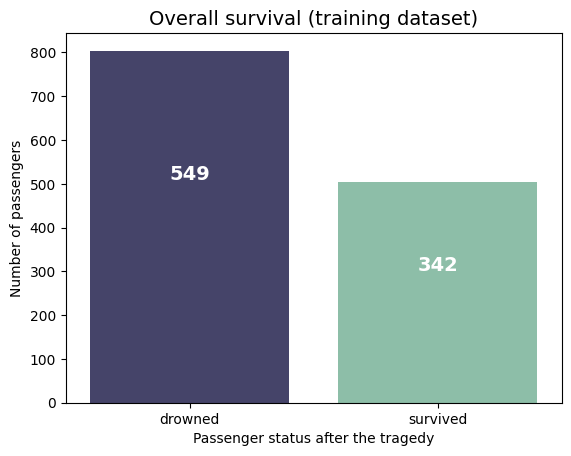 Overall survival (training dataset)
Number of passengers
800
700
600
500
400
300
200
100
0
549
342
drowned
survived
Passenger status after the tragedy